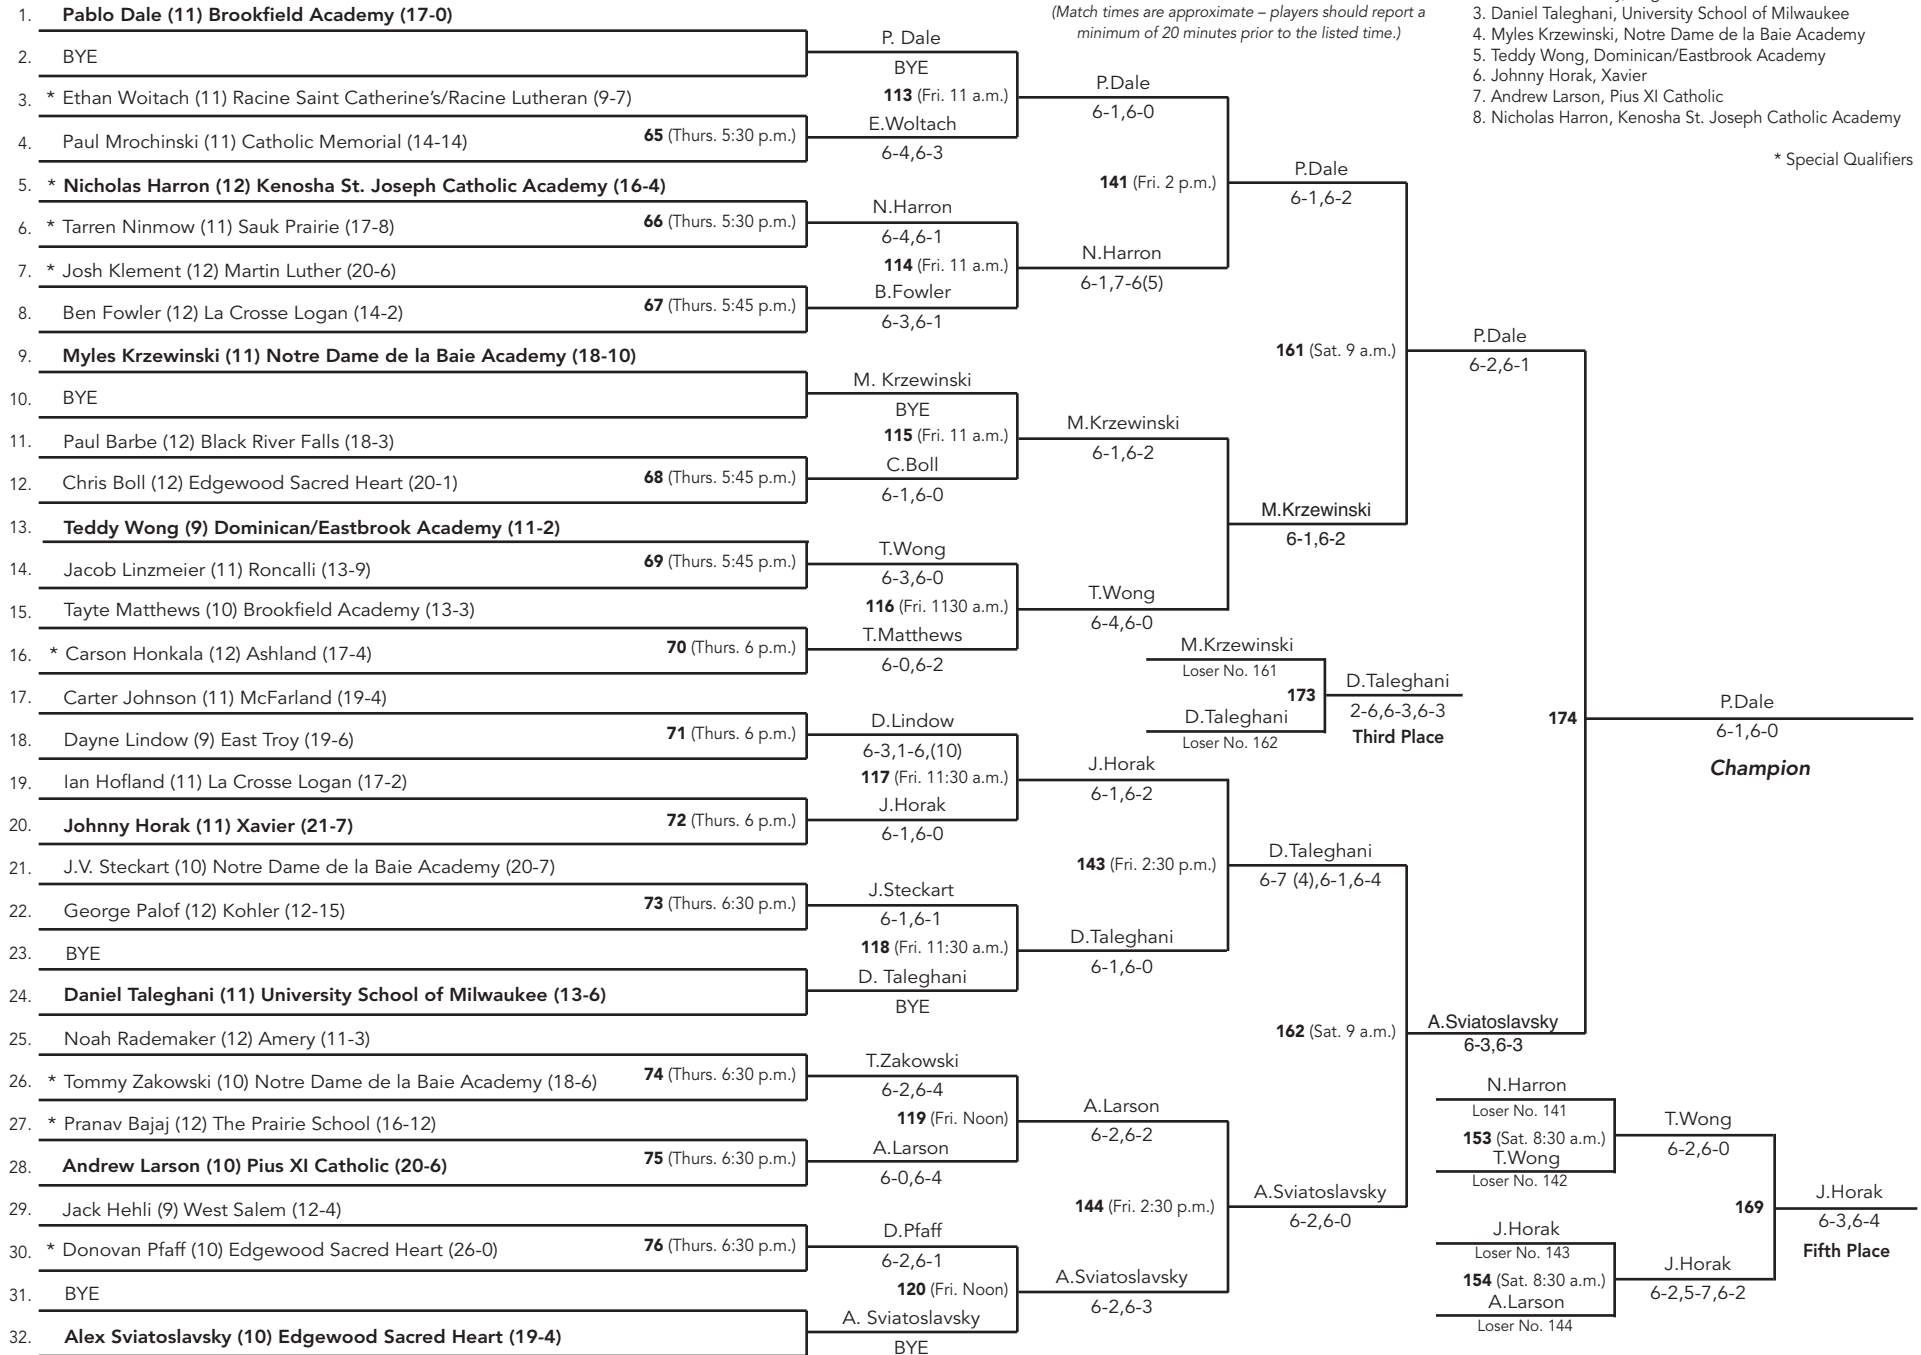 (Match times are approximate – players should report a
minimum of 20 minutes prior to the listed time.)
3. Daniel Taleghani, University School of Milwaukee
4. Myles Krzewinski, Notre Dame de la Baie Academy
5. Teddy Wong, Dominican/Eastbrook Academy
6. Johnny Horak, Xavier
7. Andrew Larson, Pius XI Catholic
8. Nicholas Harron, Kenosha St. Joseph Catholic Academy
* Special Qualifiers
1. Pablo Dale (11) Brookfield Academy (17-0)
2. BYE
3. * Ethan Woitach (11) Racine Saint Catherine's/Racine Lutheran (9-7)
65 (Thurs. 5:30 p.m.)
4. Paul Mrochinski (11) Catholic Memorial (14-14)
5. * Nicholas Harron (12) Kenosha St. Joseph Catholic Academy (16-4)
66 (Thurs. 5:30 p.m.)
6. * Tarren Ninmow (11) Sauk Prairie (17-8)
7. * Josh Klement (12) Martin Luther (20-6)
67 (Thurs. 5:45 p.m.)
8. Ben Fowler (12) La Crosse Logan (14-2)
9. Myles Krzewinski (11) Notre Dame de la Baie Academy (18-10)
10. BYE
11. Paul Barbe (12) Black River Falls (18-3)
68 (Thurs. 5:45 p.m.)
12. Chris Boll (12) Edgewood Sacred Heart (20-1)
13. Teddy Wong (9) Dominican/Eastbrook Academy (11-2)
69 (Thurs. 5:45 p.m.)
14. Jacob Linzmeier (11) Roncalli (13-9)
15. Tayte Matthews (10) Brookfield Academy (13-3)
70 (Thurs. 6 p.m.)
16. * Carson Honkala (12) Ashland (17-4)
17. Carter Johnson (11) McFarland (19-4)
71 (Thurs. 6 p.m.)
18. Dayne Lindow (9) East Troy (19-6)
19. Ian Hofland (11) La Crosse Logan (17-2)
72 (Thurs. 6 p.m.)
20. Johnny Horak (11) Xavier (21-7)
21. J.V. Steckart (10) Notre Dame de la Baie Academy (20-7)
73 (Thurs. 6:30 p.m.)
22. George Palof (12) Kohler (12-15)
23. BYE
24. Daniel Taleghani (11) University School of Milwaukee (13-6)
25. Noah Rademaker (12) Amery (11-3)
74 (Thurs. 6:30 p.m.)
26. * Tommy Zakowski (10) Notre Dame de la Baie Academy (18-6)
27. * Pranav Bajaj (12) The Prairie School (16-12)
75 (Thurs. 6:30 p.m.)
28. Andrew Larson (10) Pius XI Catholic (20-6)
29. Jack Hehli (9) West Salem (12-4)
76 (Thurs. 6:30 p.m.)
30. * Donovan Pfaff (10) Edgewood Sacred Heart (26-0)
31. BYE
32. Alex Sviatoslavsky (10) Edgewood Sacred Heart (19-4)
P. Dale
BYE
113 (Fri. 11 a.m.)
E.Woltach
6-4,6-3
N.Harron
6-4,6-1
114 (Fri. 11 a.m.)
B.Fowler
6-3,6-1
M. Krzewinski
BYE
115 (Fri. 11 a.m.)
C.Boll
6-1,6-0
T.Wong
6-3,6-0
116 (Fri. 1130 a.m.)
T.Matthews
6-0,6-2
D.Lindow
6-3,1-6,(10)
117 (Fri. 11:30 a.m.)
J.Horak
6-1,6-0
J.Steckart
6-1,6-1
118 (Fri. 11:30 a.m.)
D. Taleghani
BYE
T.Zakowski
6-2,6-4
119 (Fri. Noon)
A.Larson
6-0,6-4
D.Pfaff
6-2,6-1
120 (Fri. Noon)
A. Sviatoslavsky
BYE
P.Dale
6-1,6-0
141 (Fri. 2 p.m.)
N.Harron
6-1,7-6(5)
M.Krzewinski
6-1,6-2
T.Wong
6-4,6-0
J.Horak
6-1,6-2
143 (Fri. 2:30 p.m.)
D.Taleghani
6-1,6-0
A.Larson
6-2,6-2
144 (Fri. 2:30 p.m.)
A.Sviatoslavsky
6-2,6-3
P.Dale
6-1,6-2
161 (Sat. 9 a.m.)
M.Krzewinski
6-1,6-2
D.Taleghani
6-7 (4),6-1,6-4
162 (Sat. 9 a.m.)
A.Sviatoslavsky
6-2,6-0
P.Dale
6-2,6-1
174
A.Sviatoslavsky
6-3,6-3
P.Dale
6-1,6-0
Champion
M.Krzewinski
Loser No. 161
173
D.Taleghani
Loser No. 162
D.Taleghani
2-6,6-3,6-3
Third Place
N.Harron
Loser No. 141
153 (Sat. 8:30 a.m.)
T.Wong
Loser No. 142
T.Wong
6-2,6-0
J.Horak
Loser No. 143
154 (Sat. 8:30 a.m.)
A.Larson
Loser No. 144
J.Horak
6-2,5-7,6-2
169
J.Horak
6-3,6-4
Fifth Place